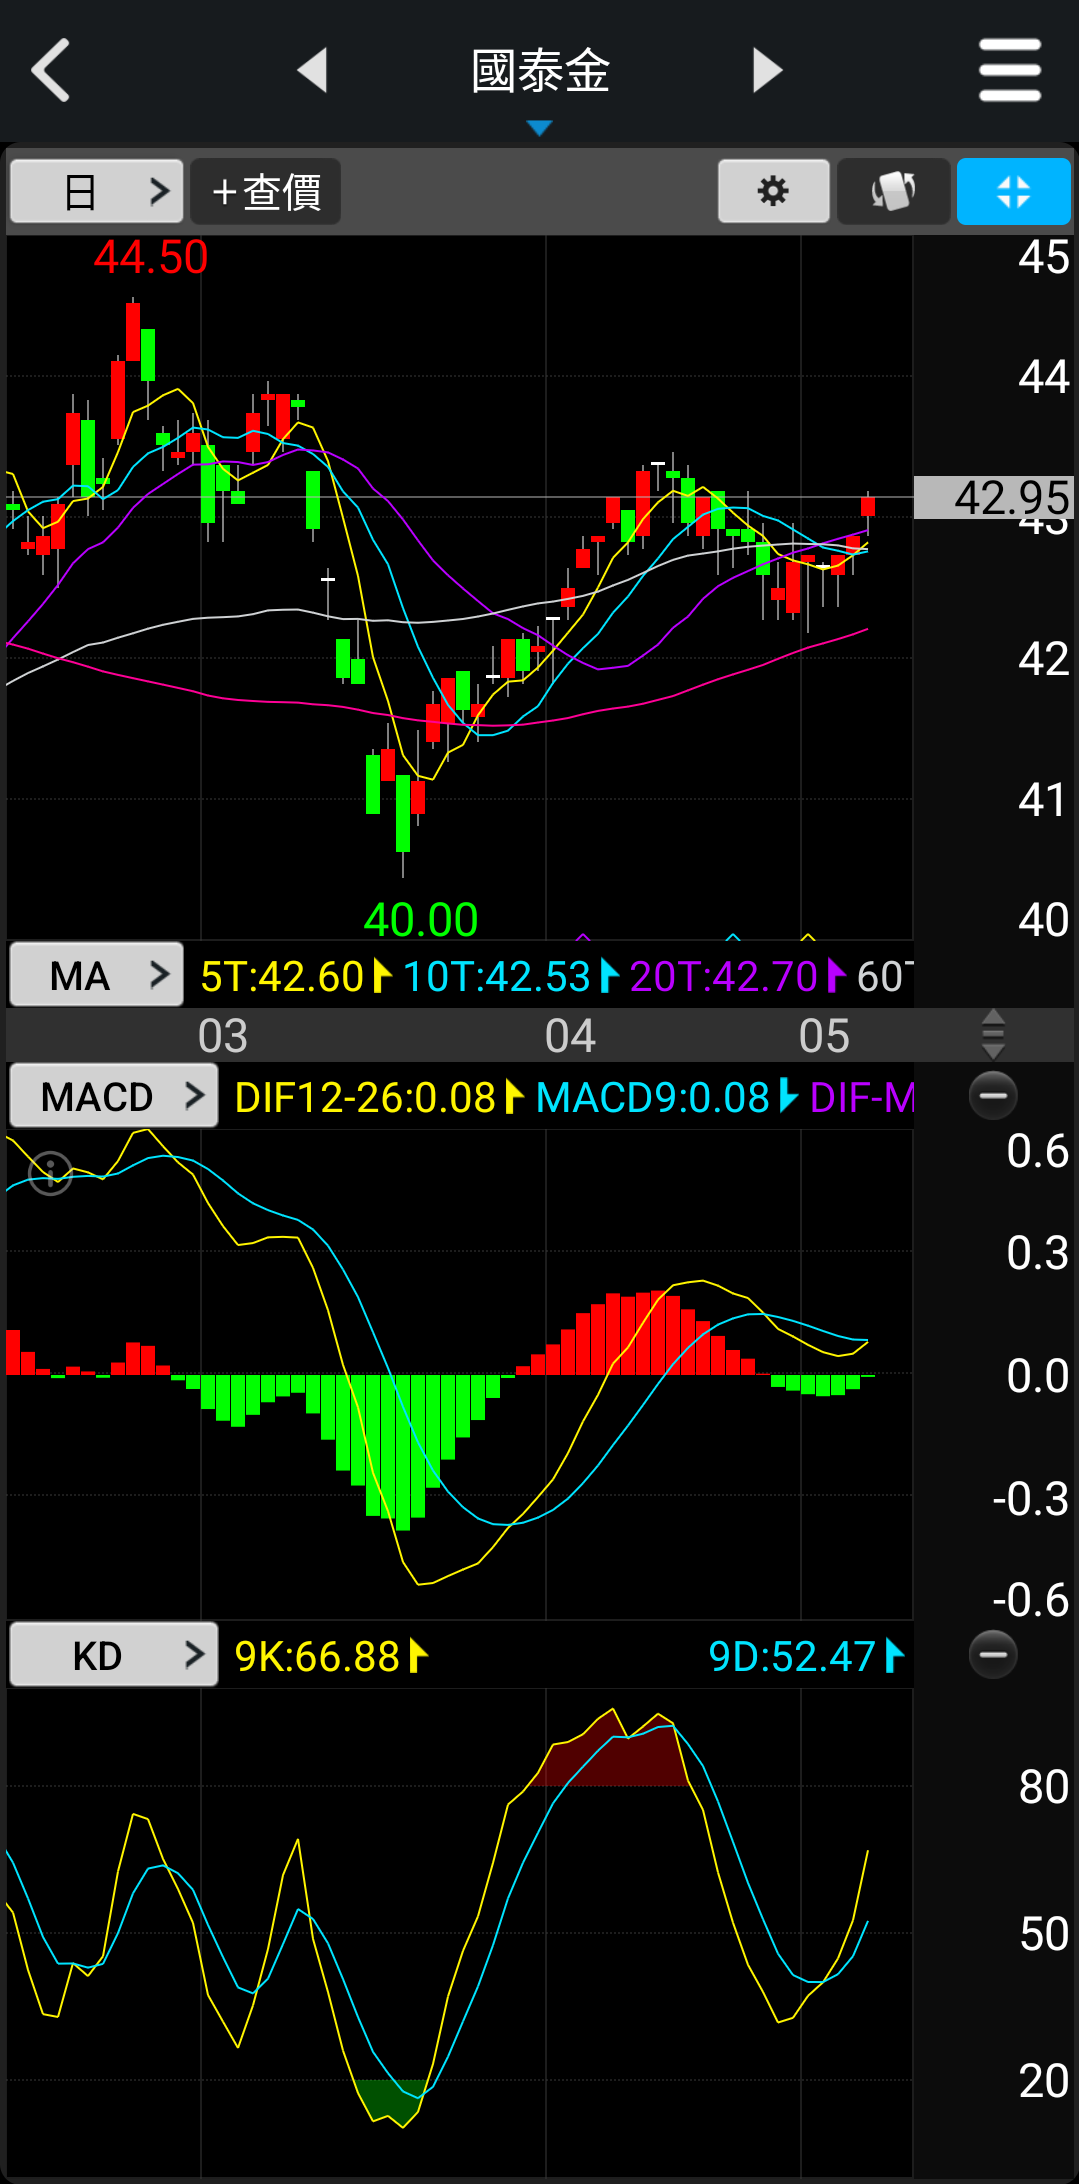 國泰金
日 +查價
44.50
45
44
42.95
43
42
41
40.00
40
MA 5T:42.60 10T:42.53 20T:42.70 60T
03 04 05
MACD DIF12-26:0.08 MACD9:0.08 DIF-M
0.6
0.3
0.0
-0.3
-0.6
KD 9K:66.88 9D:52.47
80
50
20